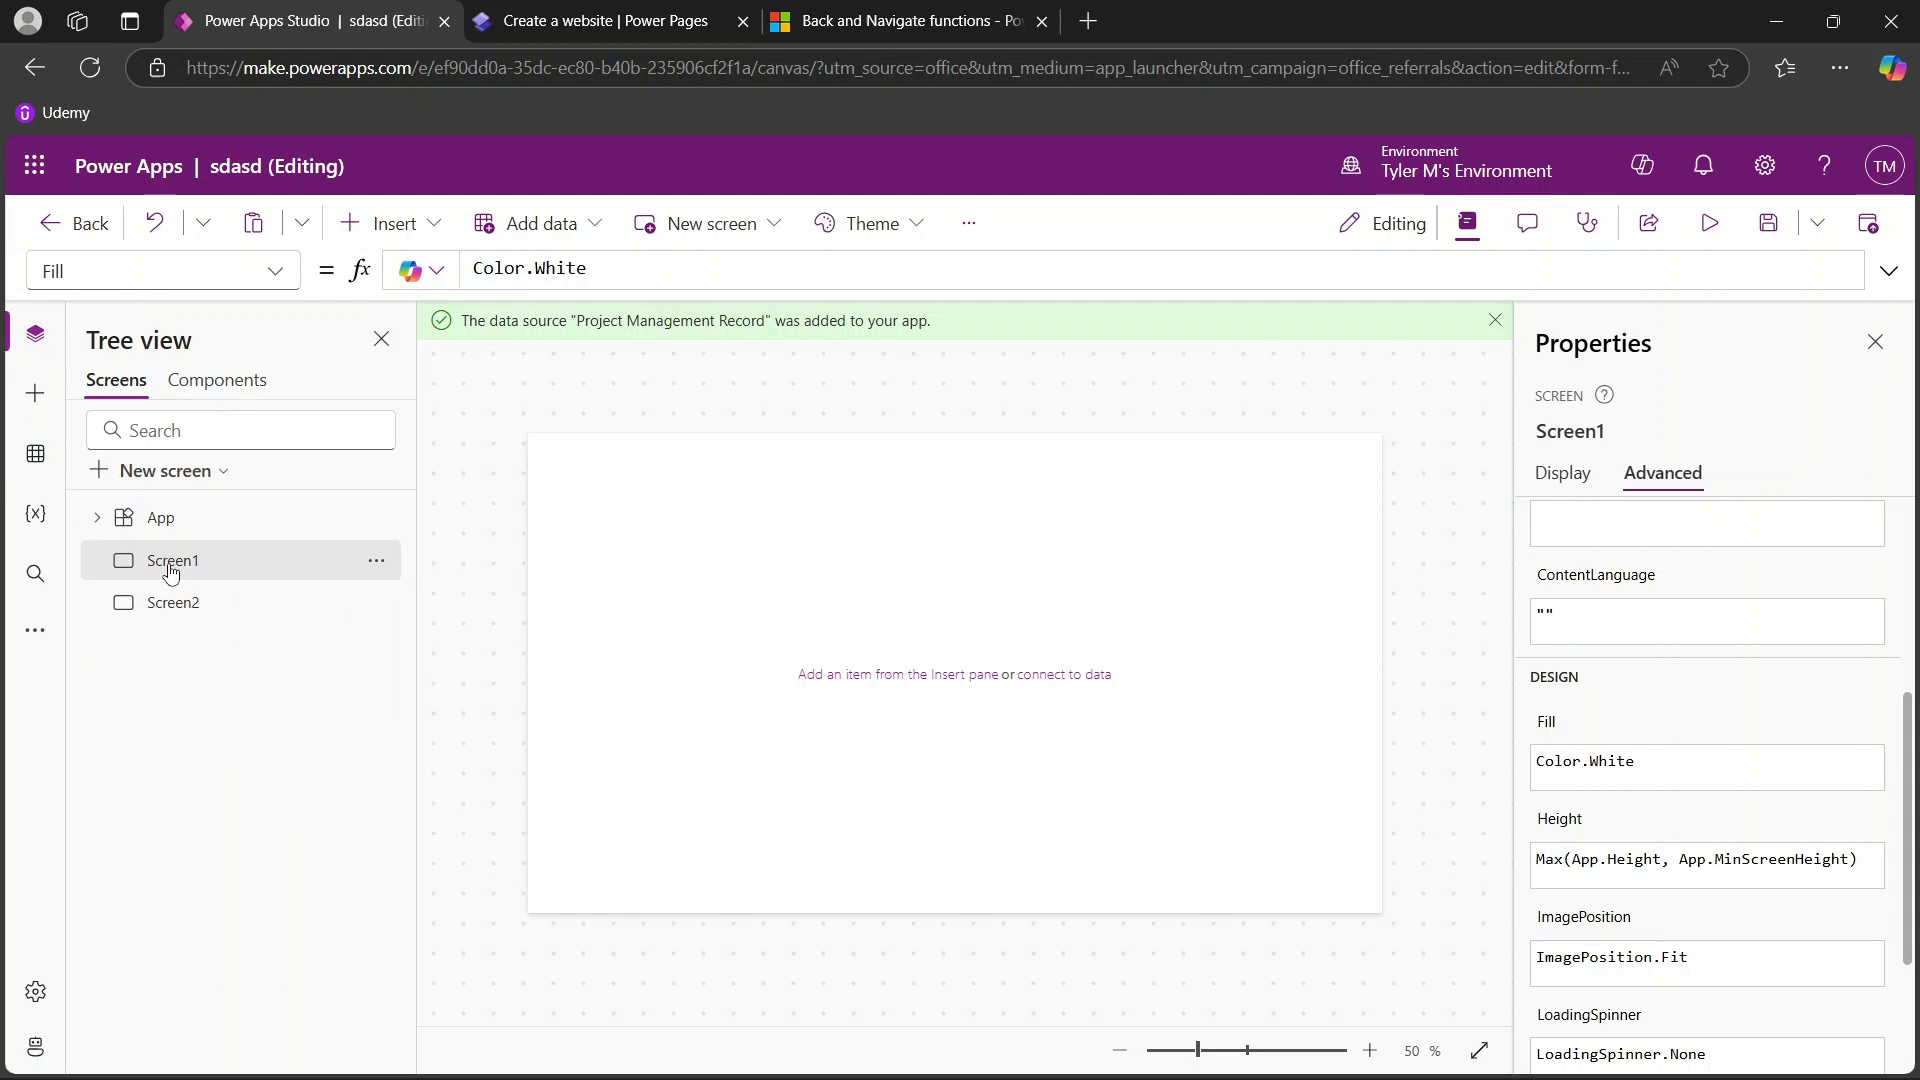 Power Apps Studio | sdasd (Editi
Create a website | Power Pages
Back and Navigate functions - Po
https://make.powerapps.com/e/ef90dd0a-35dc-ec80-b40b-235906cf2f1a/canvas/?utm_source=office&utm_medium=app_launcher&utm_campaign=office_referrals&action=edit&form-f...
Udemy
Power Apps | sdasd (Editing)
Environment
Tyler M's Environment
TM
Back
Insert
Add data
New screen
Theme
Editing
Fill
= fx
Color.White
Tree view
Screens
Components
Search
New screen
App
Screen1
Screen2
The data source "Project Management Record" was added to your app.
Add an item from the Insert pane or connect to data
50 %
Properties
SCREEN
Screen1
Display
Advanced
ContentLanguage
""
DESIGN
Fill
Color.White
Height
Max(App.Height, App.MinScreenHeight)
ImagePosition
ImagePosition.Fit
LoadingSpinner
LoadingSpinner.None